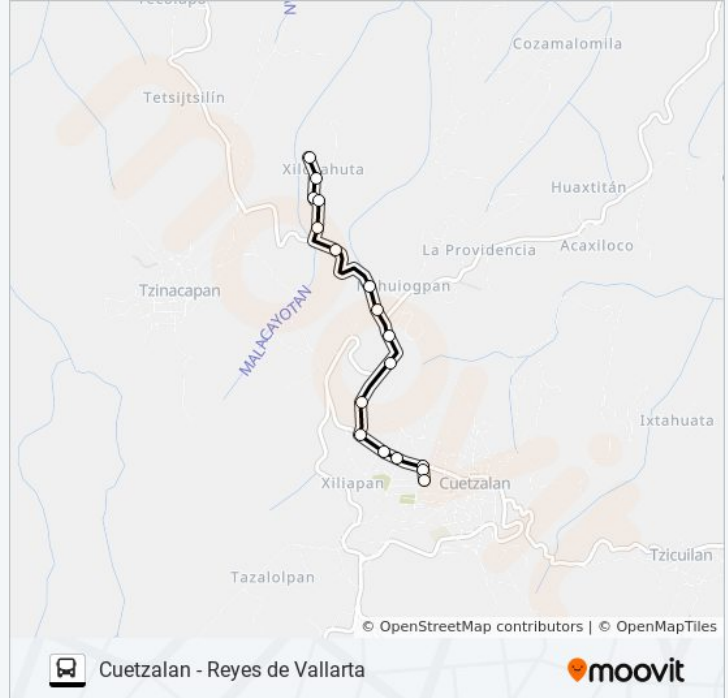 Cozamalomila
Tetsijtsilín
Huaxtitán
La Providencia
Acaxiloco
Tzinacapan
MALACAYOTAN
Ixtahuata
Cuetzalan
Xiliapan
Tzicuilan
Tazalolpan
© OpenStreetMap contributors | © OpenMapTiles
Cuetzalan - Reyes de Vallarta
moovit